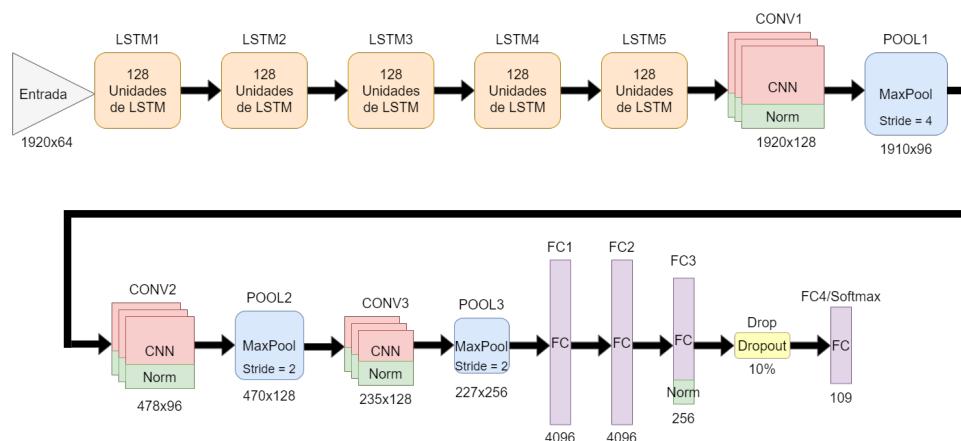 LSTM1
LSTM2
LSTM3
LSTM4
LSTM5
CONV1
POOL1
Entrada
128
Unidades
de LSTM
128
Unidades
de LSTM
128
Unidades
de LSTM
128
Unidades
de LSTM
128
Unidades
de LSTM
CNN
Norm
MaxPool
Stride = 4
1920x64
1920x128
1910x96
CONV2
POOL2
CONV3
POOL3
FC1
FC2
FC3
Drop
FC4/Softmax
CNN
Norm
MaxPool
Stride = 2
CNN
Norm
MaxPool
Stride = 2
FC
FC
FC
Norm
Dropout
10%
FC
478x96
470x128
235x128
227x256
4096
4096
256
109